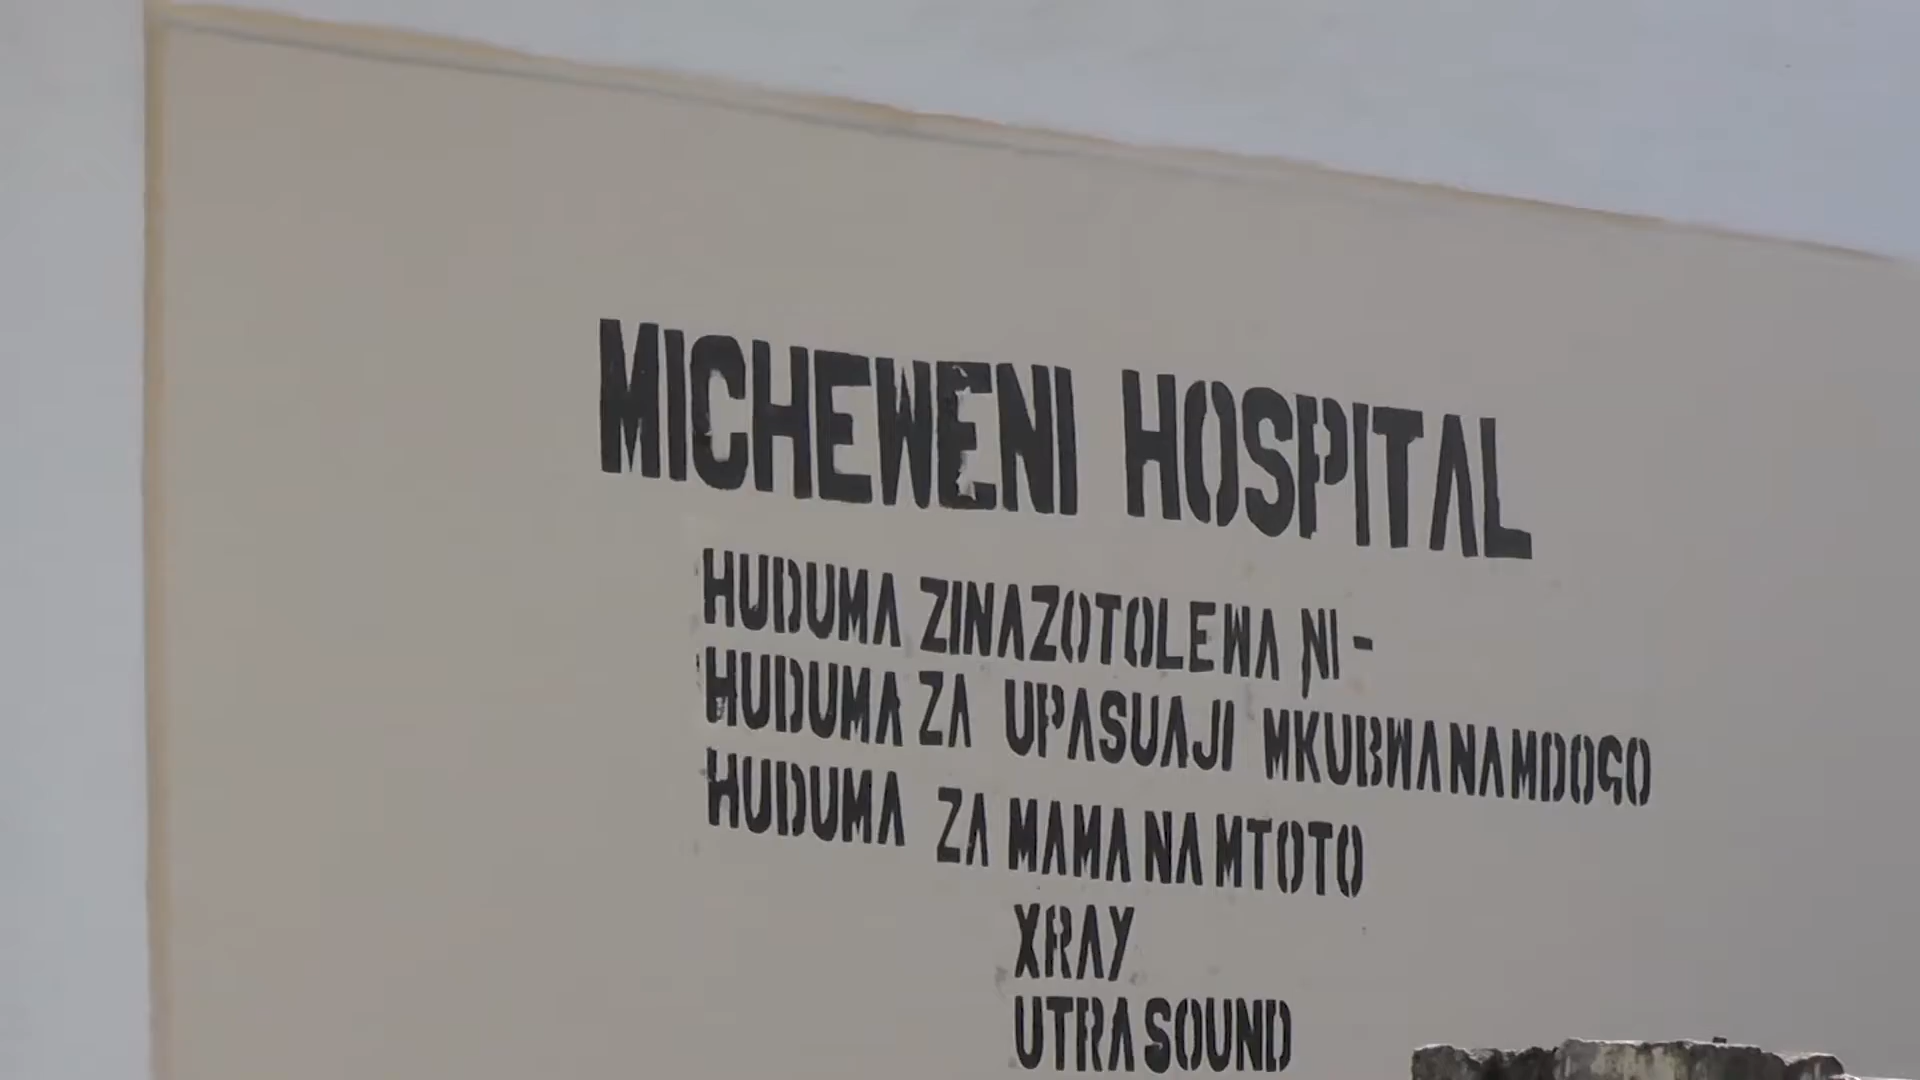 MICHEWENI HOSPITAL
HUDUMA ZINAZOTOLEWA NI -
HUDUMA ZA UPASUAJI MKUBWA NA MDOGO
HUDUMA ZA MAMA NA MTOTO
XRAY
UTRASOUND